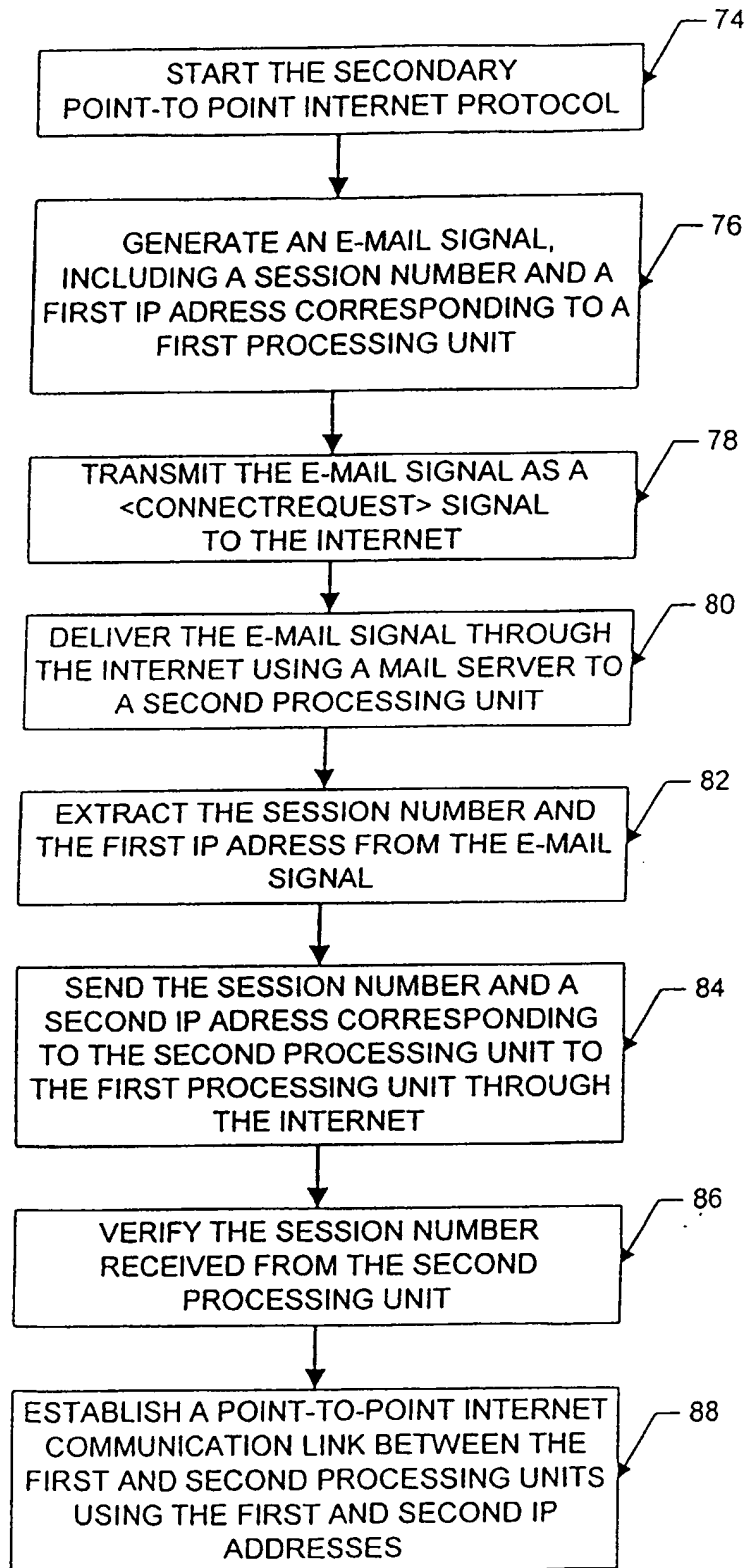 74
START THE SECONDARY
POINT-TO POINT INTERNET PROTOCOL
76
GENERATE AN E-MAIL SIGNAL,
INCLUDING A SESSION NUMBER AND A
FIRST IP ADRESS CORRESPONDING TO A
FIRST PROCESSING UNIT
78
TRANSMIT THE E-MAIL SIGNAL AS A
<CONNECTREQUEST> SIGNAL
TO THE INTERNET
80
DELIVER THE E-MAIL SIGNAL THROUGH
THE INTERNET USING A MAIL SERVER TO
A SECOND PROCESSING UNIT
82
EXTRACT THE SESSION NUMBER AND
THE FIRST IP ADRESS FROM THE E-MAIL
SIGNAL
84
SEND THE SESSION NUMBER AND A
SECOND IP ADRESS CORRESPONDING
TO THE SECOND PROCESSING UNIT TO
THE FIRST PROCESSING UNIT THROUGH
THE INTERNET
86
VERIFY THE SESSION NUMBER
RECEIVED FROM THE SECOND
PROCESSING UNIT
88
ESTABLISH A POINT-TO-POINT INTERNET
COMMUNICATION LINK BETWEEN THE
FIRST AND SECOND PROCESSING UNITS
USING THE FIRST AND SECOND IP
ADDRESSES